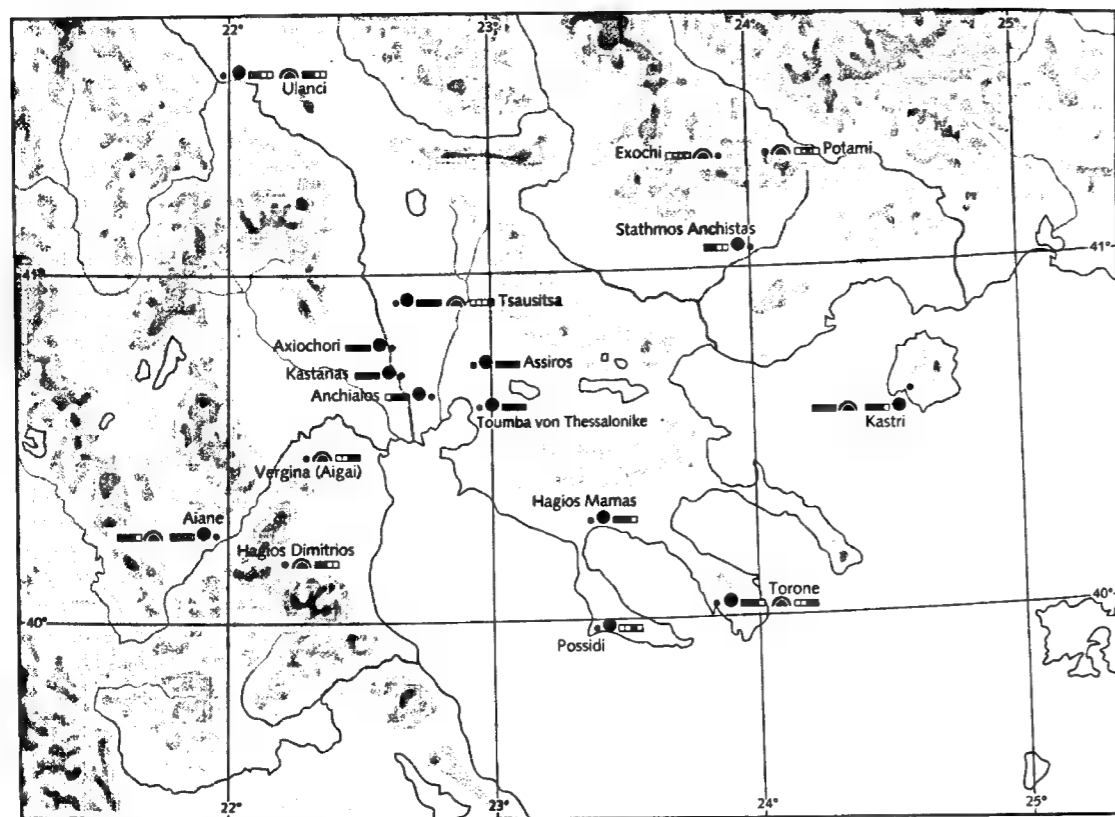 22°
23°
24°
25°
Ulanci
Exochi
Potami
Stathmos Anchistas
41°
41°
Tsausitsa
Axiochori
Assiros
Kastanas
Anchialos
Toumba von Thessalonike
Kastri
Vergina (Aigai)
Hagios Mamas
Aiane
Hagios Dimitrios
Torone
40°
40°
Possidi
22°
23°
24°
25°